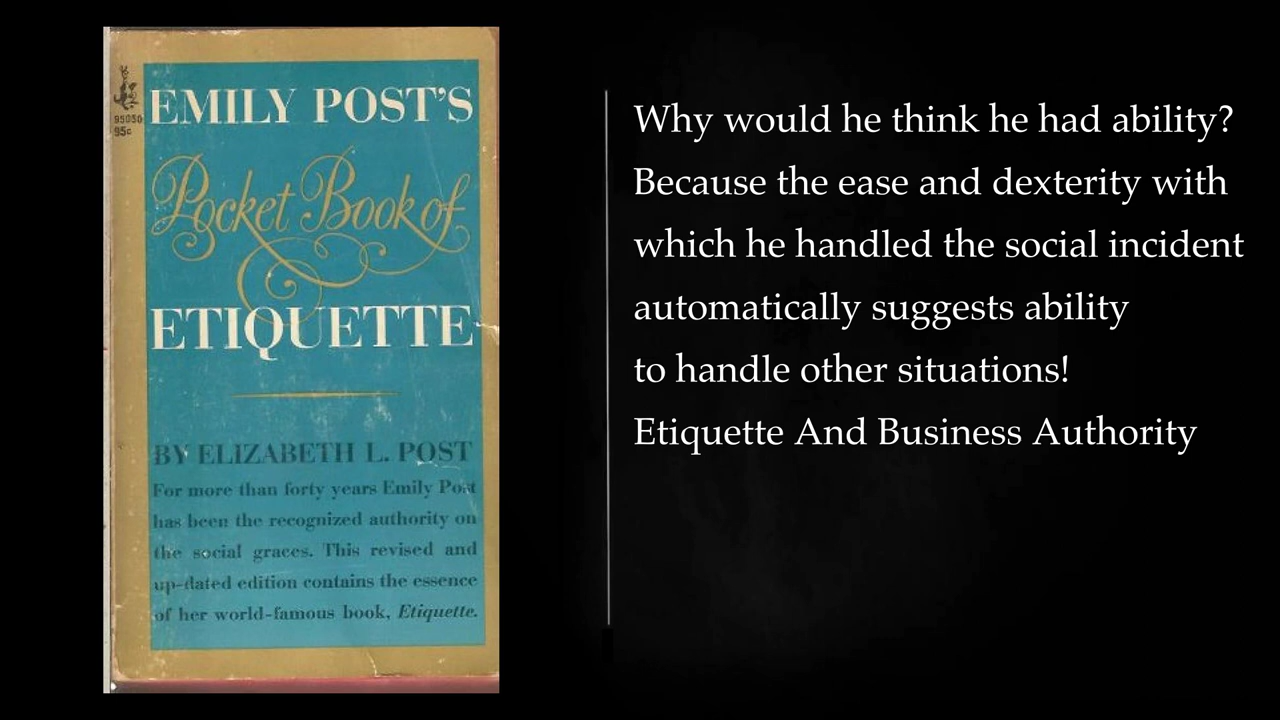 EMILY POST'S
95050
95c
Pocket Book of
ETIQUETTE
BY ELIZABETH L. POST
For more than forty years Emily Post
has been the recognized authority on
the social graces. This revised and
up-dated edition contains the essence
of her world-famous book, Etiquette.
Why would he think he had ability?
Because the ease and dexterity with
which he handled the social incident
automatically suggests ability
to handle other situations!
Etiquette And Business Authority